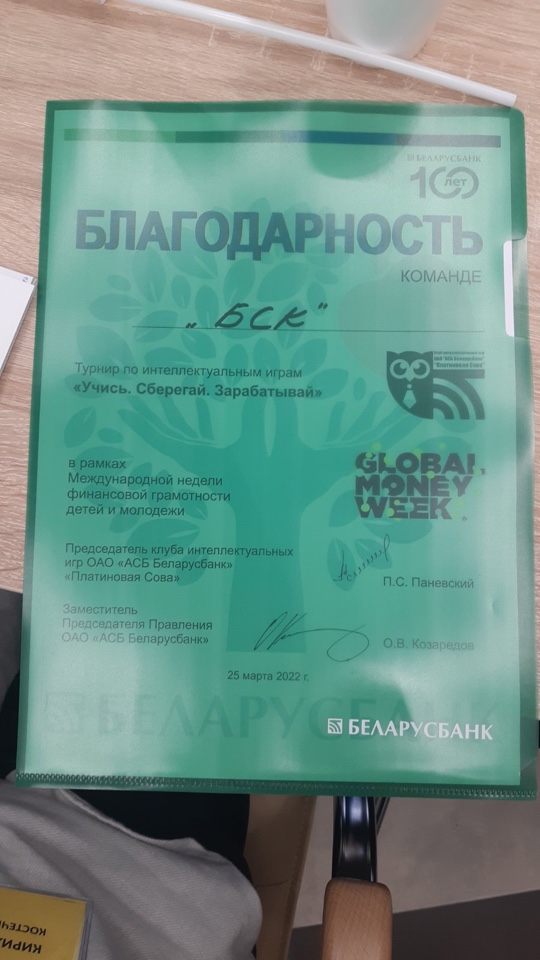 БЕЛАРУСБАНК
100 лет
БЛАГОДАРНОСТЬ
КОМАНДЕ
„БСК”
Турнир по интеллектуальным играм
«Учись. Сберегай. Зарабатывай»
"Платиновая Сова"
GLOBAL
MONEY
WEEK
в рамках
Международной недели
финансовой грамотности
детей и молодежи
Председатель клуба интеллектуальных
игр ОАО «АСБ Беларусбанк»
«Платиновая Сова»
П.С. Паневский
Заместитель
Председателя Правления
ОАО «АСБ Беларусбанк»
О.В. Козаредов
25 марта 2022 г.
БЕЛАРУСБАНК
БЕЛАРУСБАНК